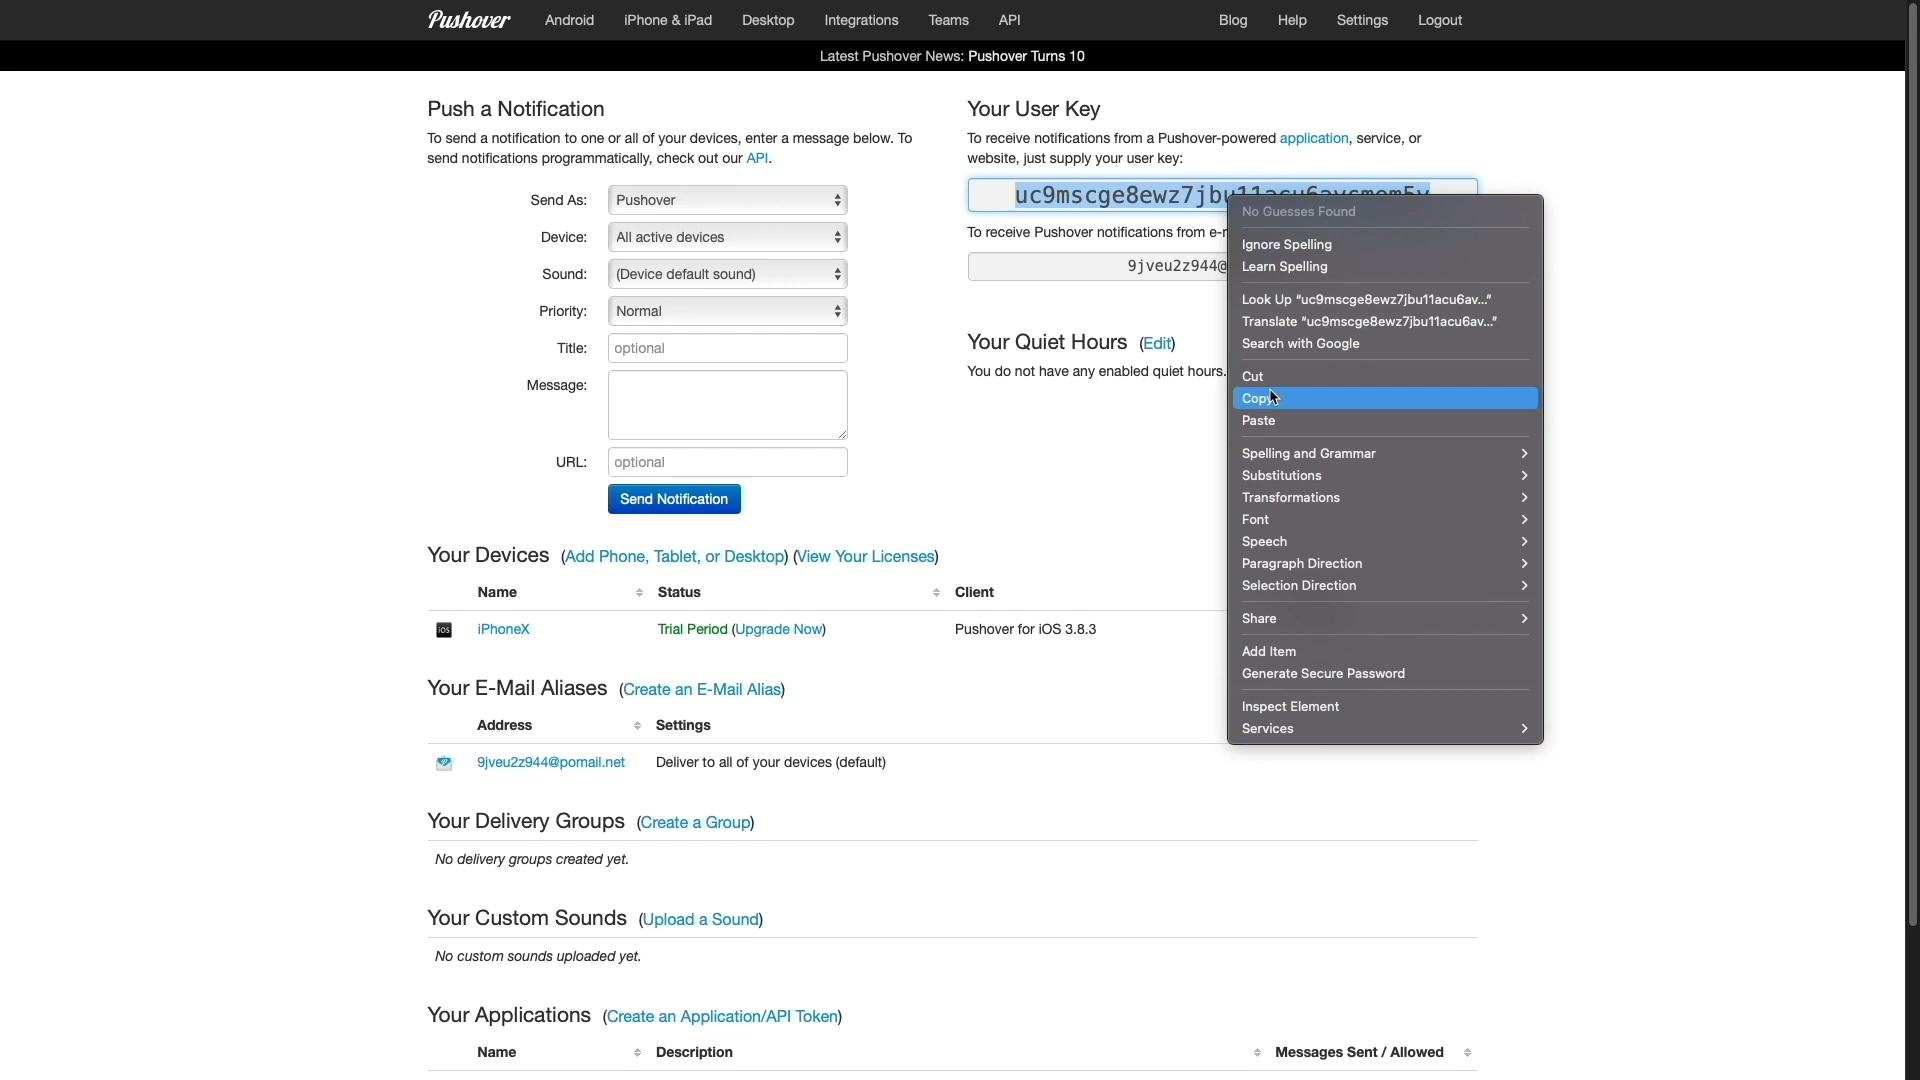 Pushover Android iPhone & iPad Desktop Integrations Teams API Blog Help Settings Logout
Latest Pushover News: Pushover Turns 10
Push a Notification
To send a notification to one or all of your devices, enter a message below. To
send notifications programmatically, check out our API.
Send As: Pushover
Device: All active devices
Sound: (Device default sound)
Priority: Normal
Title: optional
Message:
URL: optional
Send Notification
Your User Key
To receive notifications from a Pushover-powered application, service, or
website, just supply your user key:
To receive Pushover notifications from
9jveu2z944@
Your Quiet Hours (Edit)
You do not have any enabled quiet hours.
No Guesses Found
Ignore Spelling
Learn Spelling
Look Up “uc9mscge8ewz7jbu11acu6av...”
Translate “uc9mscge8ewz7jbu11acu6av...”
Search with Google
Cut
Copy
Paste
Spelling and Grammar
Substitutions
Transformations
Font
Speech
Paragraph Direction
Selection Direction
Share
Add Item
Generate Secure Password
Inspect Element
Services
Your Devices (Add Phone, Tablet, or Desktop) (View Your Licenses)
Name Status Client
iOS iPhoneX Trial Period (Upgrade Now) Pushover for iOS 3.8.3
Your E-Mail Aliases (Create an E-Mail Alias)
Address Settings
9jveu2z944@pomail.net Deliver to all of your devices (default)
Your Delivery Groups (Create a Group)
No delivery groups created yet.
Your Custom Sounds (Upload a Sound)
No custom sounds uploaded yet.
Your Applications (Create an Application/API Token)
Name Description Messages Sent / Allowed